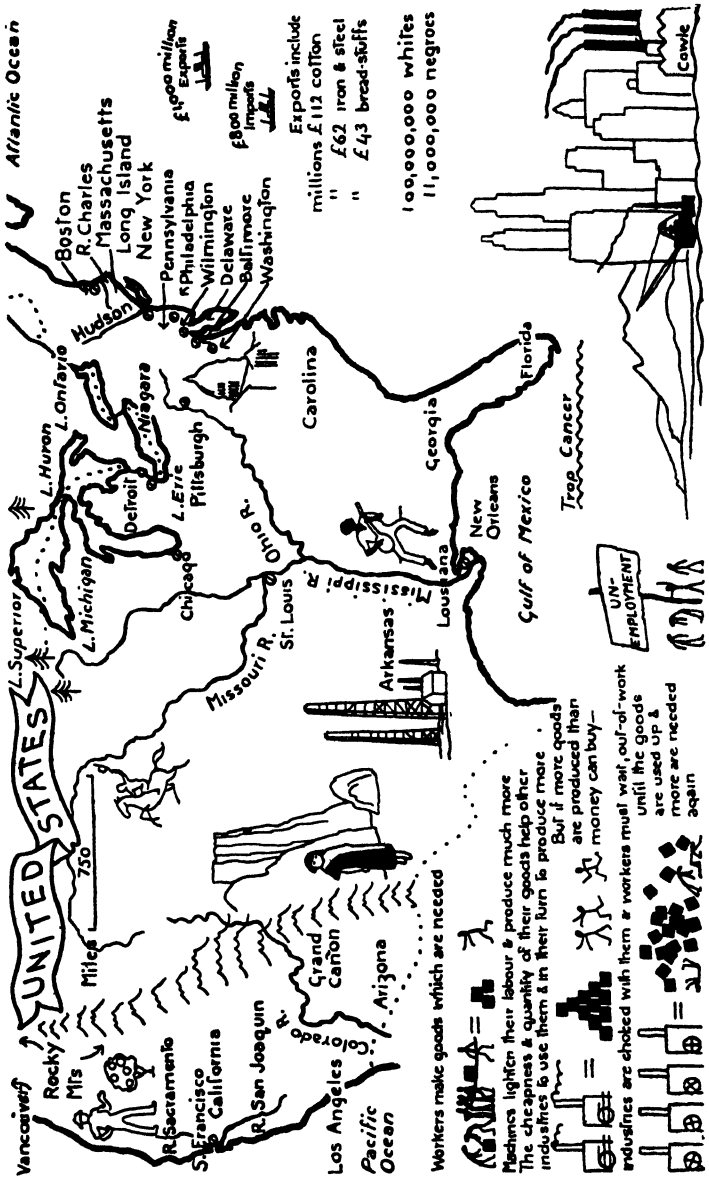 UNITED STATES
Vancouver
Rocky
Mts
Miles 750
R. Sacramento
S. Francisco
California
R. San Joaquin
Los Angeles
Pacific
Ocean
Colorado R.
Grand
Cañon
Arizona
L. Superior
L. Michigan
L. Huron
L. Ontario
Niagara
L. Erie
Detroit
Chicago
Pittsburgh
Missouri R.
St. Louis
Ohio R.
Mississippi R.
Arkansas
Lousiana
New
Orleans
Gulf of Mexico
Georgia
Carolina
Florida
Trop Cancer
Hudson
Boston
R. Charles
Massachusetts
Long Island
New York
Pennsylvania
Philadelphia
Wilmington
Delaware
Baltimore
Washington
Atlantic Ocean
£1,000 million
Exports
£800 million
Imports
Exports include
millions £112 cotton
" £62 iron & steel
" £43 bread-stuffs
100,000,000 whites
11,000,000 negroes
Workers make goods which are needed
Machines lighten their labour & produce much more
The cheapness & quantity of their goods help other
industries to use them & in their turn to produce more
But if more goods
are produced than
money can buy—
industries are choked with them & workers must wait, out-of-work
until the goods
are used up &
more are needed
again
UN-
EMPLOYMENT
Cowle